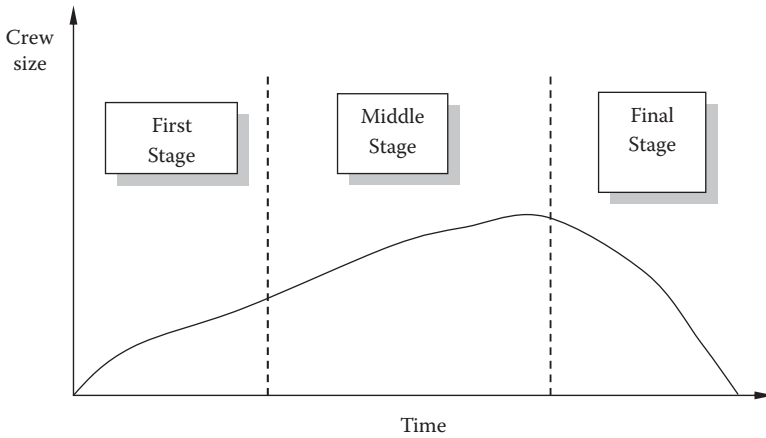 Crew
size
First
Stage
Middle
Stage
Final
Stage
Time